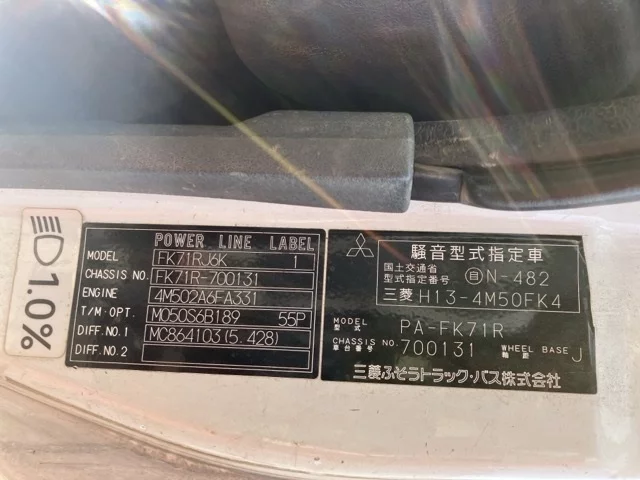 1.0%
POWER LINE LABEL
MODEL FK71RJ6K 1
CHASSIS NO. FK71R-700131
ENGINE 4M502A6FA331
T/M·OPT. M050S6B189 55P
DIFF.NO.1 MC864103(5.428)
DIFF.NO.2
騒音型式指定車
国土交通省
型式指定番号 自N-482
三菱 H13-4M50FK4
MODEL
型式 PA-FK71R
CHASSIS NO. 700131 WHEEL BASE J
車台番号 軸距
三菱ふそうトラック・バス株式会社